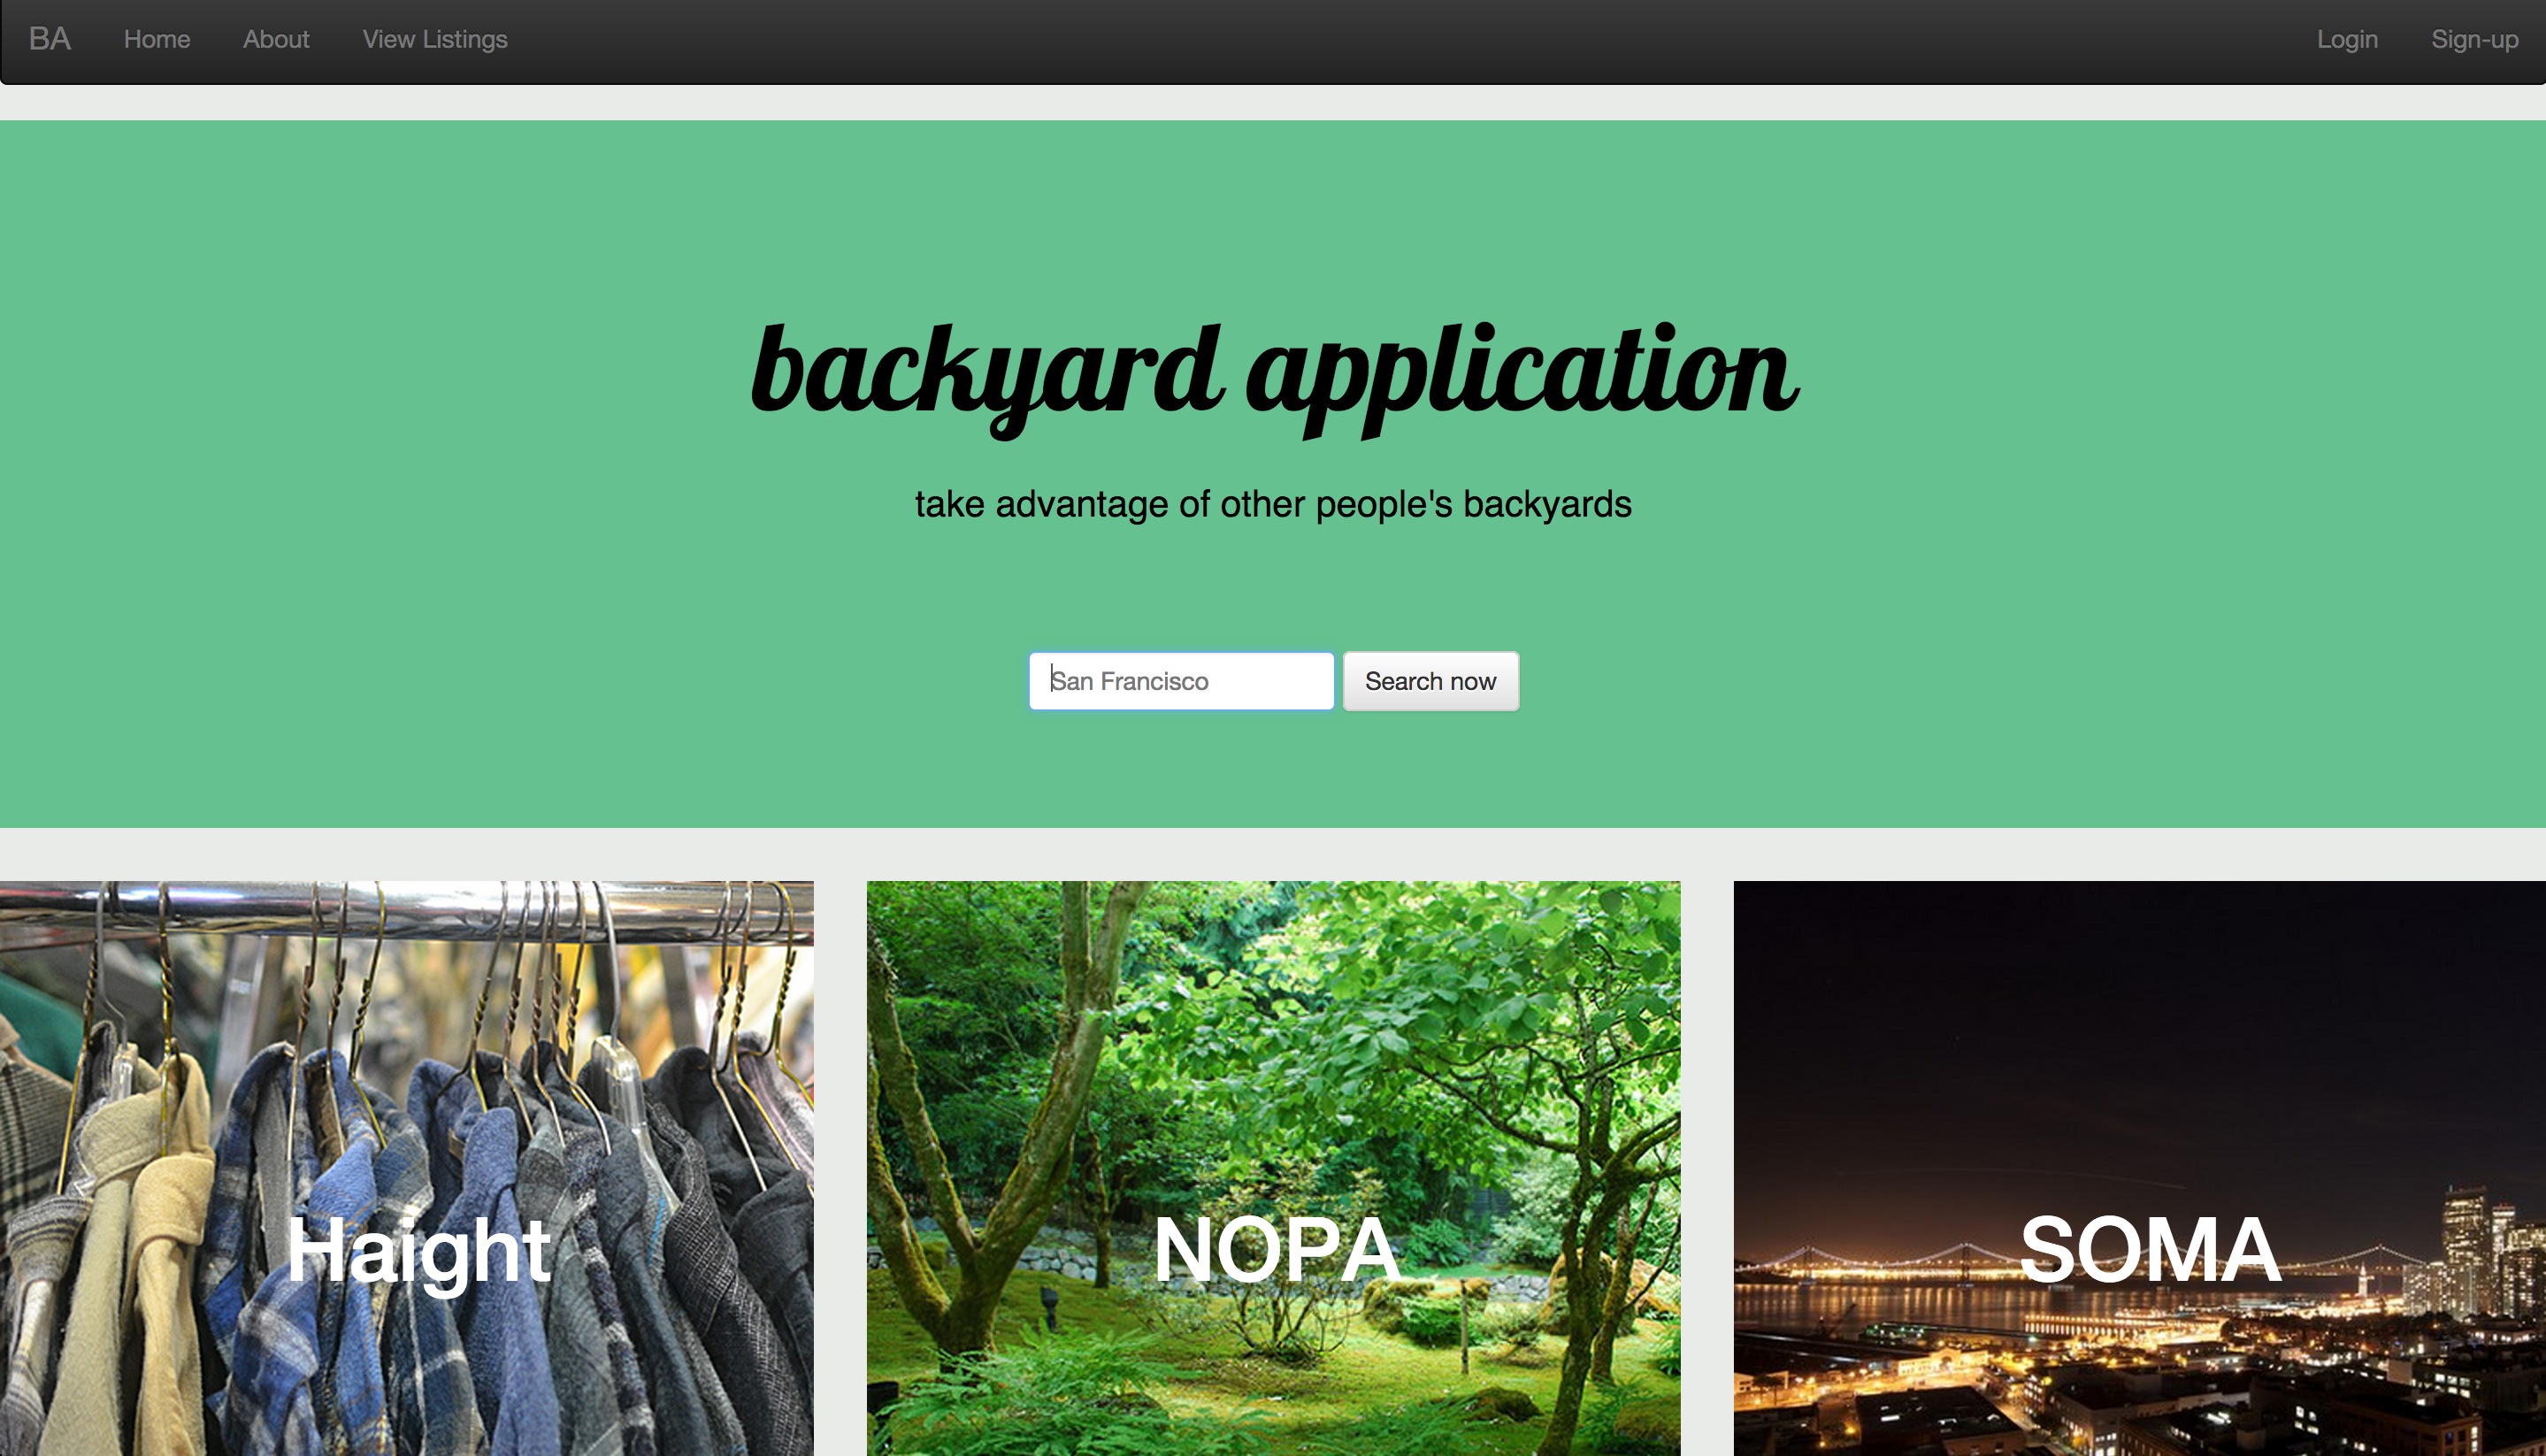 BA Home About View Listings Login Sign-up
backyard application
take advantage of other people's backyards
San Francisco Search now
Haight NOPA SOMA